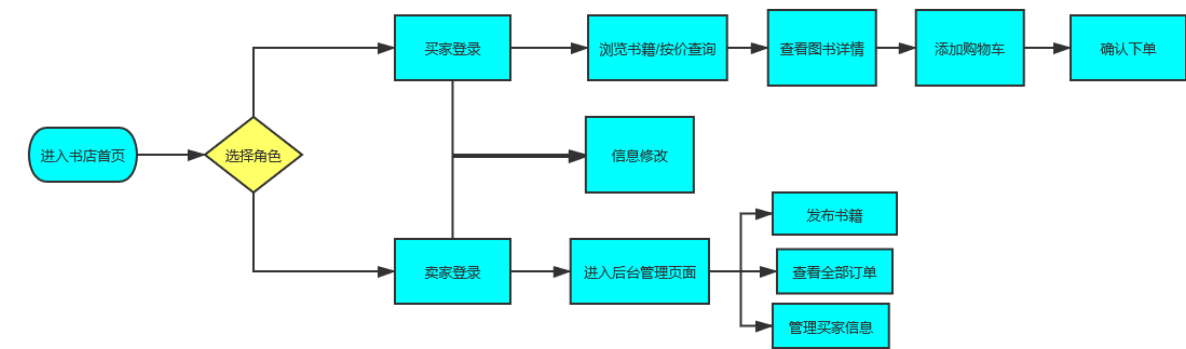 进入书店首页
选择角色
买家登录
浏览书籍/按价查询
查看图书详情
添加购物车
确认下单
信息修改
卖家登录
进入后台管理页面
发布书籍
查看全部订单
管理买家信息